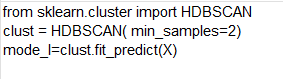 from sklearn.cluster import HDBSCAN
clust = HDBSCAN( min_samples=2)
mode_l=clust.fit_predict(X)